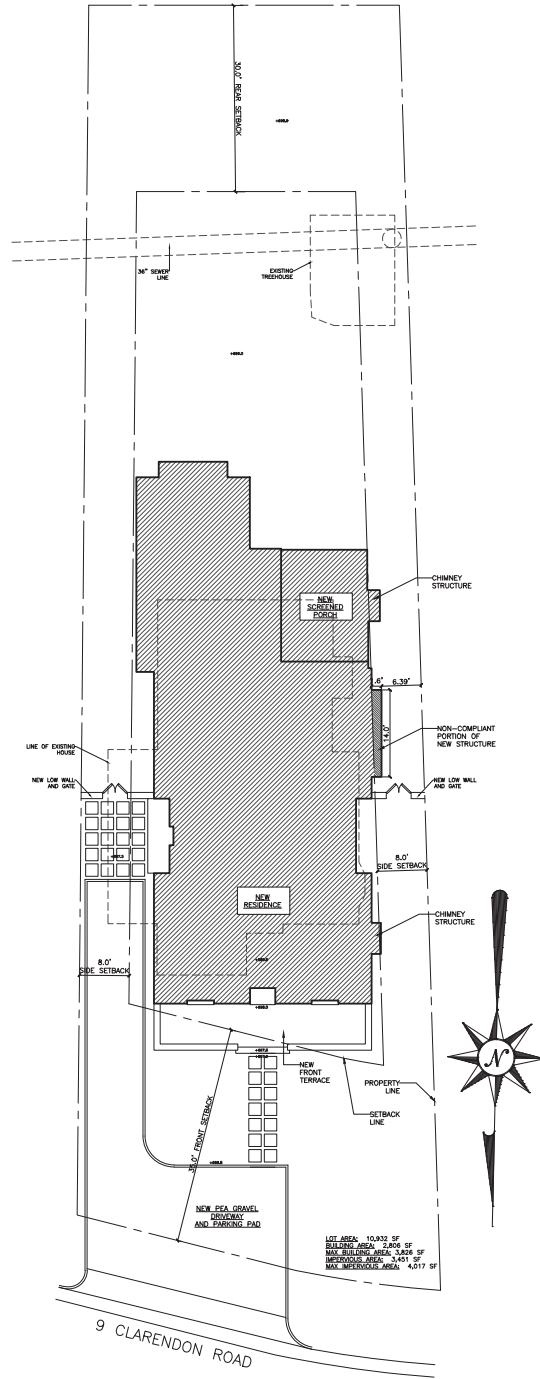 30.0' REAR SETBACK
36" SEWER
LINE
EXISTING
TREEHOUSE
CHIMNEY
STRUCTURE
NEW
SCREENED
PORCH
.6' 6.39'
14.0'
NON-COMPLIANT
PORTION OF
NEW STRUCTURE
LINE OF EXISTING
HOUSE
NEW LOW WALL
AND GATE
NEW LOW WALL
AND GATE
8.0'
SIDE SETBACK
NEW
RESIDENCE
CHIMNEY
STRUCTURE
8.0'
SIDE SETBACK
N
NEW
FRONT
TERRACE
PROPERTY
LINE
SETBACK
LINE
35.0' FRONT SETBACK
NEW PEA GRAVEL
DRIVEWAY
AND PARKING PAD
LOT AREA: 10,932 SF
BUILDING AREA: 2,806 SF
MAX BUILDING AREA: 3,826 SF
IMPERVIOUS AREA: 3,451 SF
MAX IMPERVIOUS AREA: 4,017 SF
9 CLARENDON ROAD